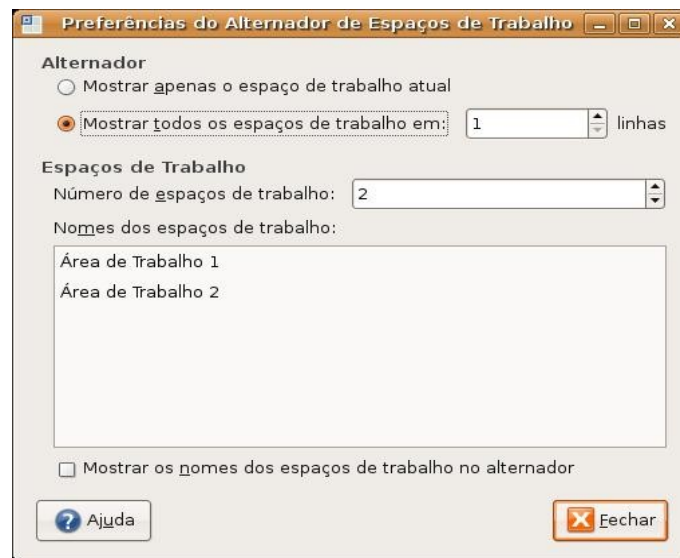 Preferências do Alternador de Espaços de Trabalho
Alternador
Mostrar apenas o espaço de trabalho atual
Mostrar todos os espaços de trabalho em: 1 linhas
Espaços de Trabalho
Número de espaços de trabalho: 2
Nomes dos espaços de trabalho:
Área de Trabalho 1
Área de Trabalho 2
Mostrar os nomes dos espaços de trabalho no alternador
Ajuda Fechar